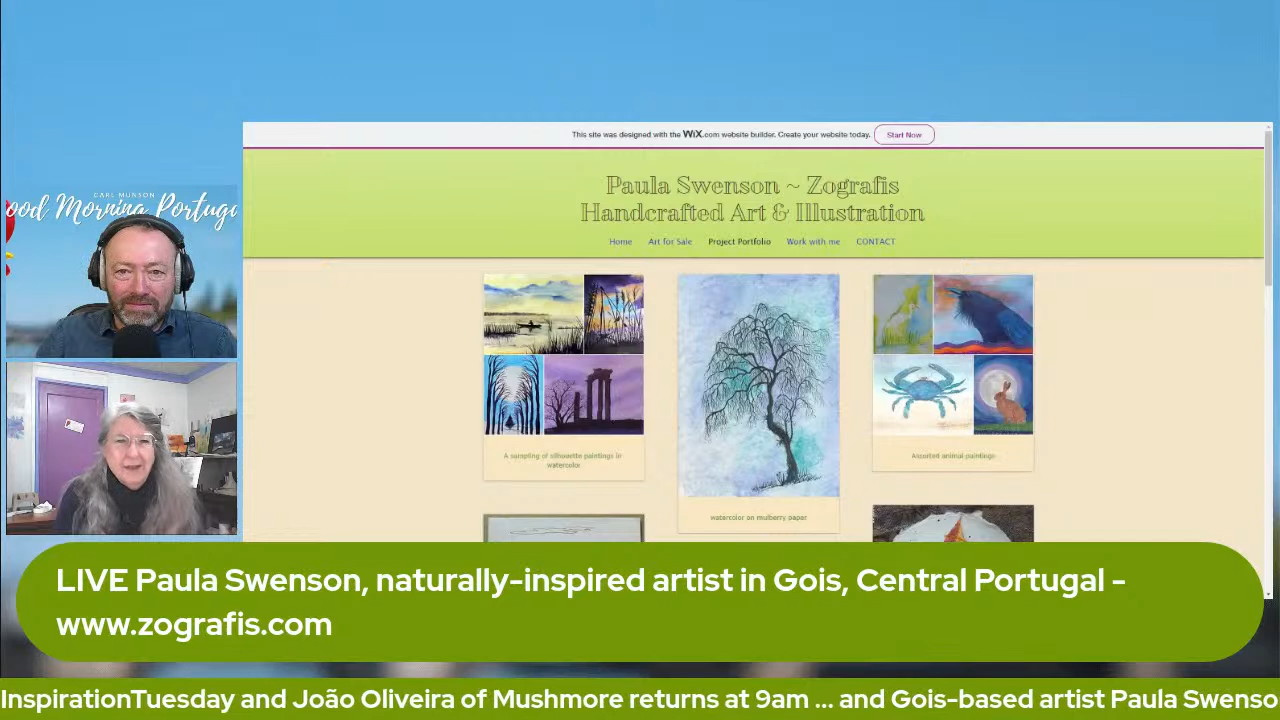 This site was designed with the WiX.com website builder. Create your website today. Start Now
Paula Swenson ~ Zografis
Handcrafted Art & Illustration
Home Art for Sale Project Portfolio Work with me CONTACT
CARL MUNSON
ood Morning Portuga
A sampling of silhouette paintings in
watercolor
watercolor on mulberry paper
Assorted animal paintings
LIVE Paula Swenson, naturally-inspired artist in Gois, Central Portugal -
www.zografis.com
InspirationTuesday and João Oliveira of Mushmore returns at 9am ... and Gois-based artist Paula Swenso